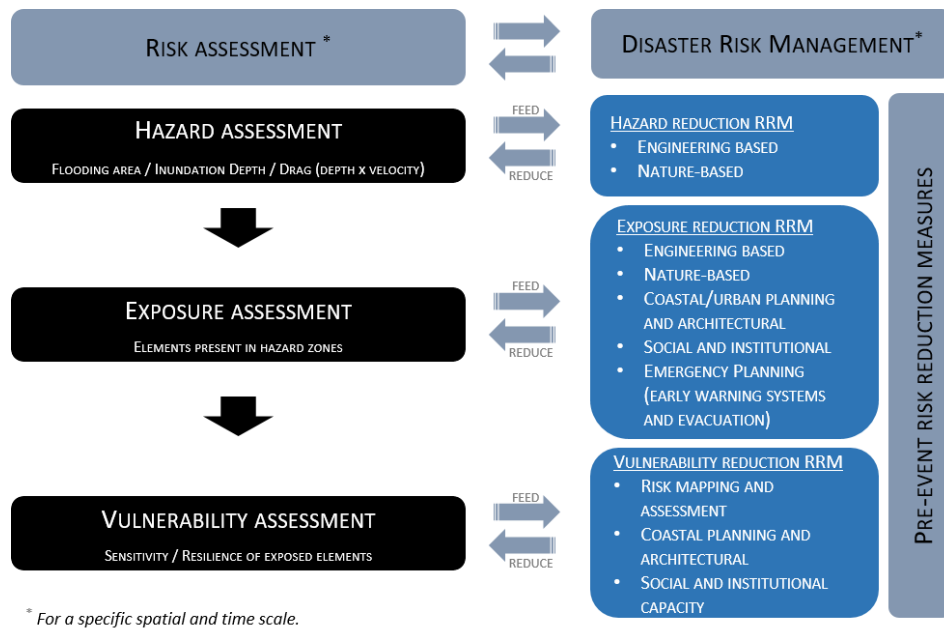 Risk assessment *
Disaster Risk Management*
Hazard assessment
Flooding area / Inundation Depth / Drag (depth x velocity)
FEED
REDUCE
Hazard reduction RRM
• Engineering based
• Nature-based
Exposure assessment
Elements present in hazard zones
FEED
REDUCE
Exposure reduction RRM
• Engineering based
• Nature-based
• Coastal/urban planning
and architectural
• Social and institutional
• Emergency Planning
(early warning systems
and evacuation)
Vulnerability assessment
Sensitivity / Resilience of exposed elements
FEED
REDUCE
Vulnerability reduction RRM
• Risk mapping and
assessment
• Coastal planning and
architectural
• Social and institutional
capacity
Pre-event risk reduction measures
* For a specific spatial and time scale.